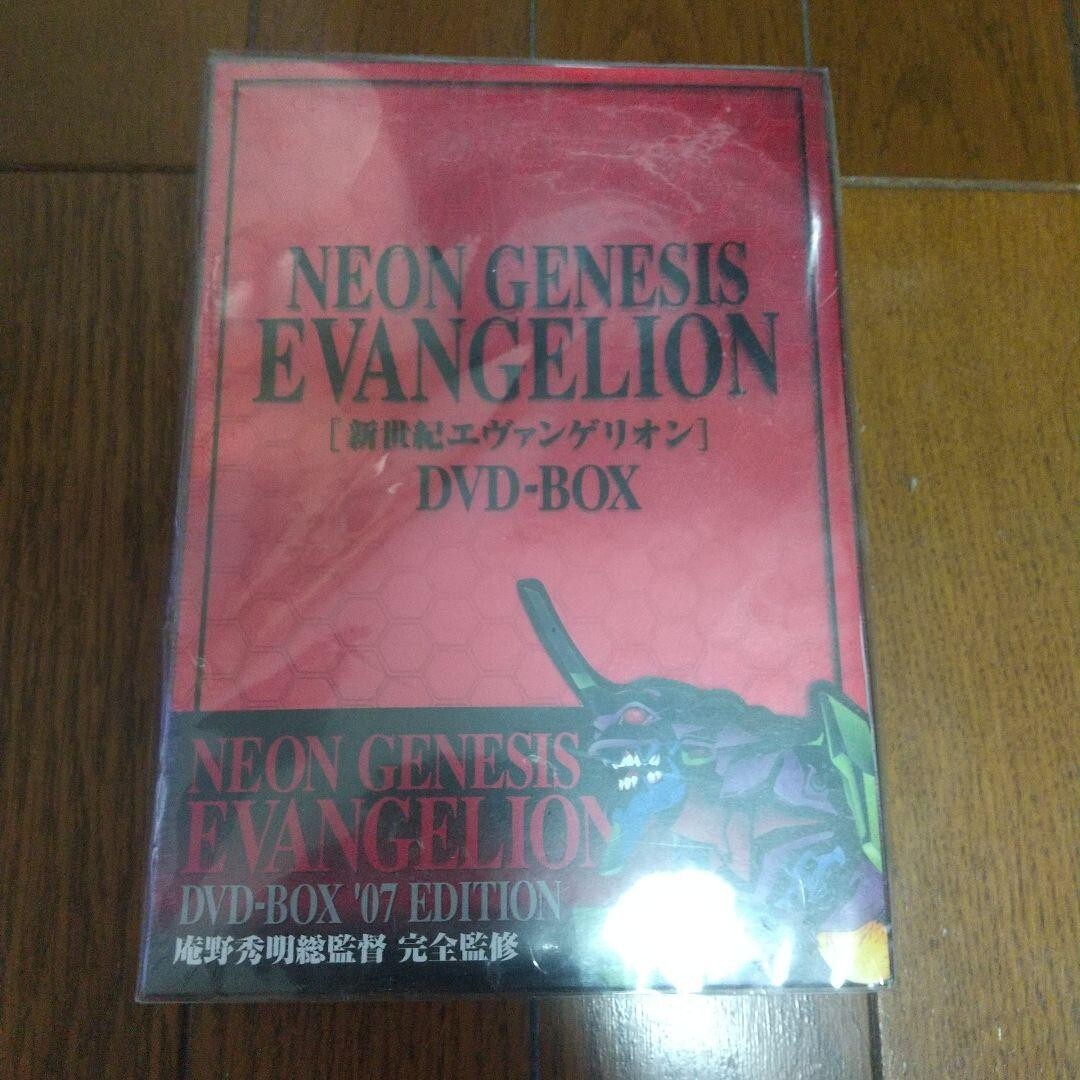 NEON GENESIS
EVANGELION
［新世紀エヴァンゲリオン］
DVD-BOX
NEON GENESIS
EVANGELION
DVD-BOX '07 EDITION
庵野秀明総監督 完全監修